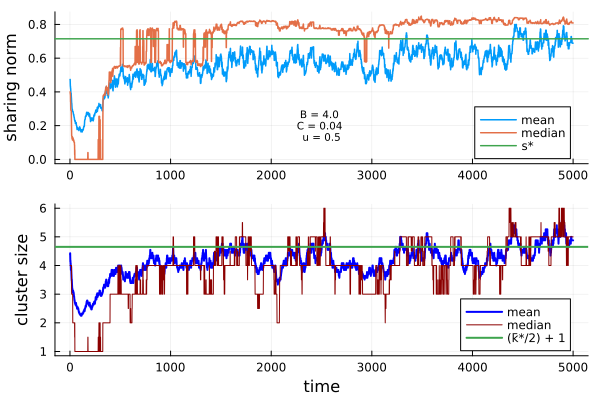 sharing norm
0.8
0.6
0.4
0.2
0.0
B = 4.0
C = 0.04
u = 0.5
mean
median
s*
0
1000
2000
3000
4000
5000
cluster size
6
5
4
3
2
1
mean
median
(k*/2) + 1
0
1000
2000
3000
4000
5000
time